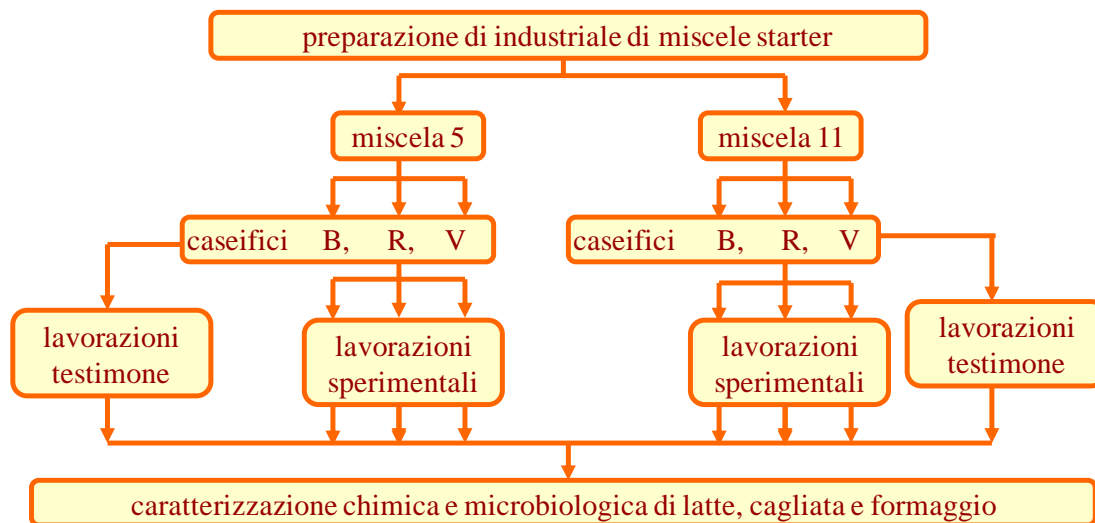 preparazione di industriale di miscele starter
miscela 5
miscela 11
caseifici B, R, V
caseifici B, R, V
lavorazioni
testimone
lavorazioni
sperimentali
lavorazioni
sperimentali
lavorazioni
testimone
caratterizzazione chimica e microbiologica di latte, cagliata e formaggio